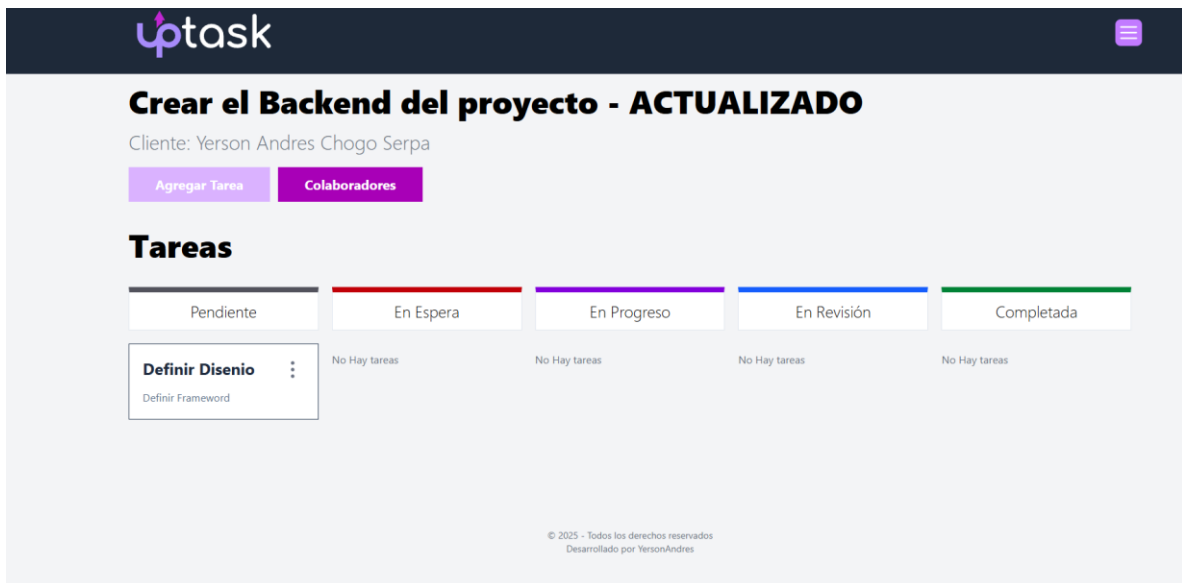 uptask
Crear el Backend del proyecto - ACTUALIZADO
Cliente: Yerson Andres Chogo Serpa
Agregar Tarea Colaboradores
Tareas
Pendiente En Espera En Progreso En Revisión Completada
Definir Disenio No Hay tareas No Hay tareas No Hay tareas No Hay tareas
Definir Frameword
© 2025 - Todos los derechos reservados
Desarrollado por YersonAndres